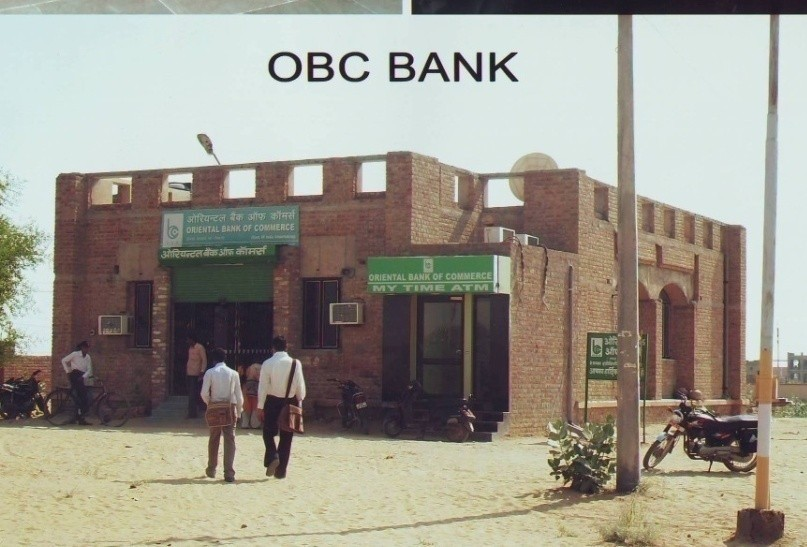 OBC BANK
ओरियन्टल बैंक ऑफ कॉमर्स
ORIENTAL BANK OF COMMERCE
ओरियन्टल बैंक ऑफ कॉमर्स
ORIENTAL BANK OF COMMERCE
MY TIME ATM